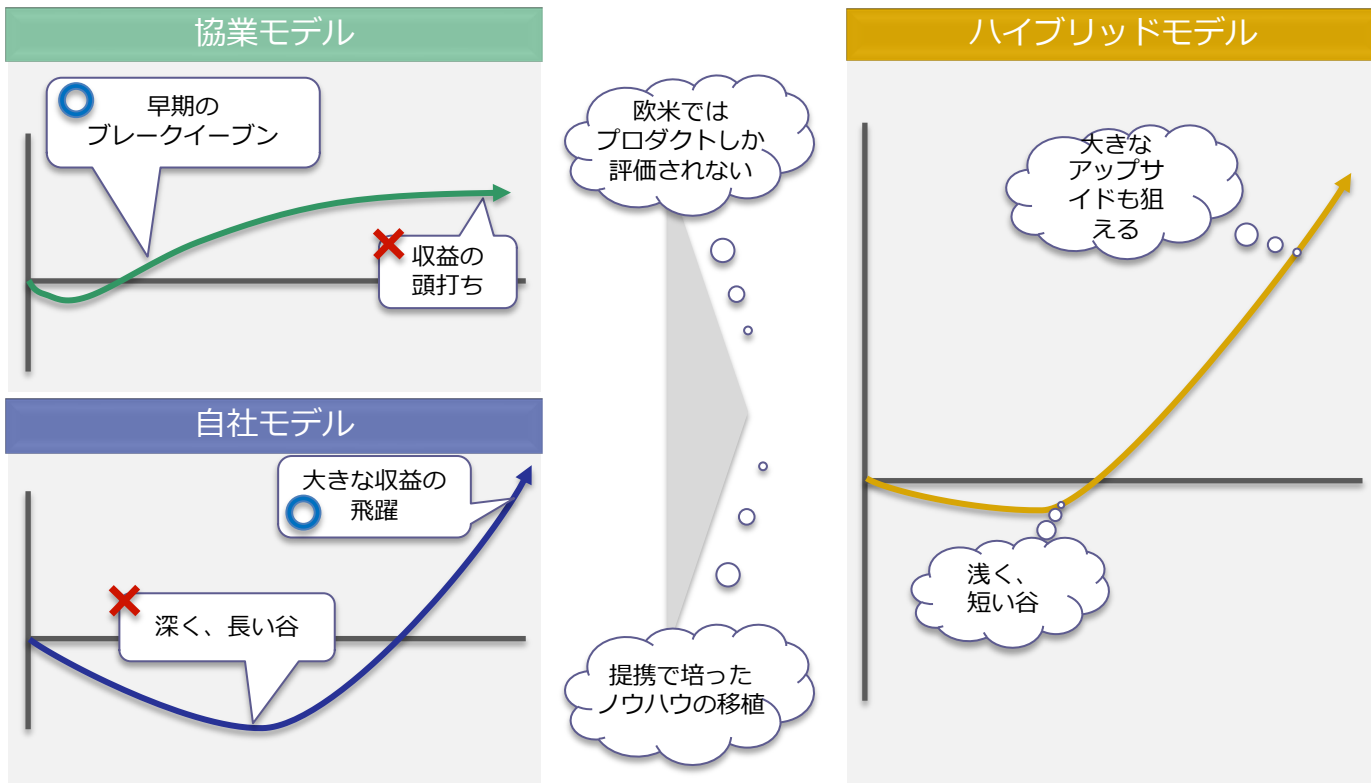 協業モデル
早期の
ブレークイーブン
収益の
頭打ち
自社モデル
大きな収益の
飛躍
深く、長い谷
欧米では
プロダクトしか
評価されない
提携で培った
ノウハウの移植
ハイブリッドモデル
大きな
アップサ
イドも狙
える
浅く、
短い谷